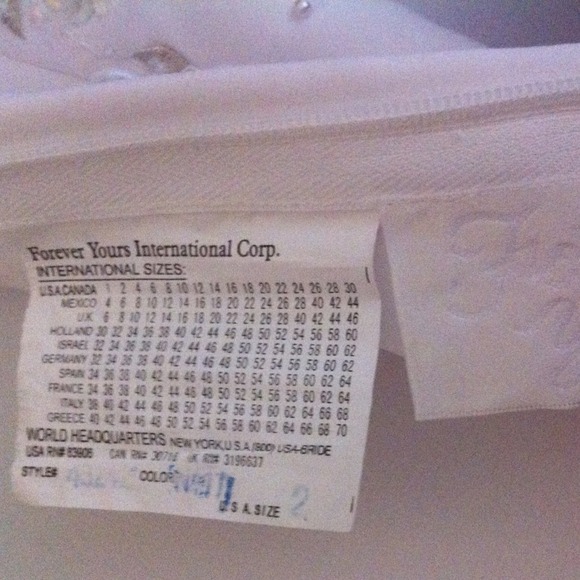 Forever Yours International Corp.
INTERNATIONAL SIZES:
U.S.A.CANADA 1 2 4 6 8 10 12 14 16 18 20 22 24 26 28 30
MEXICO 4 6 8 10 12 14 16 18 20 22 24 26 28 40 42 44
U.K. 6 8 10 12 14 16 18 20 22 24 26 28 40 42 44 46
HOLLAND 30 32 34 36 38 40 42 44 46 48 50 52 54 56 58 60
ISRAEL 32 34 36 38 40 42 44 46 48 50 52 54 56 58 60 62
GERMANY 32 34 36 38 40 42 44 46 48 50 52 54 56 58 60 62
SPAIN 34 36 38 40 42 44 46 48 50 52 54 56 58 60 62 64
FRANCE 34 36 38 40 42 44 46 48 50 52 54 56 58 60 62 64
ITALY 38 40 42 44 46 48 50 52 54 56 58 60 62 64 66 68
GREECE 40 42 44 46 48 50 52 54 56 58 60 62 64 66 68 70
WORLD HEADQUARTERS NEW YORK,U.S.A.(800) USA-BRIDE
USA RN# 83906 CAN RN# UK RS# 3196637
STYLE# COLOR
U.S.A.SIZE 2